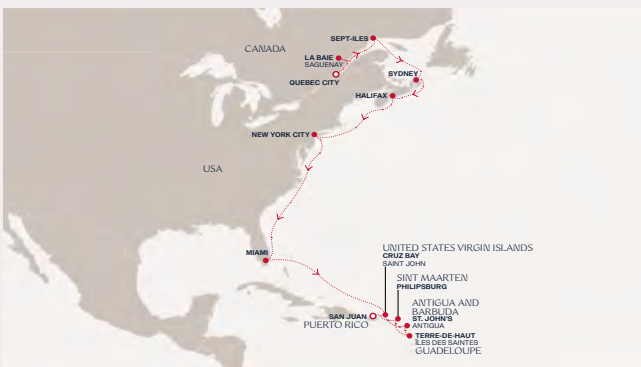 SEPT-ILES
CANADA
LA BAIE
SAGUENAY
SYDNEY
QUEBEC CITY
HALIFAX
NEW YORK CITY
USA
MIAMI
UNITED STATES VIRGIN ISLANDS
CRUZ BAY
SAINT JOHN
SINT MAARTEN
PHILIPSBURG
ANTIGUA AND
BARBUDA
ST. JOHN'S
ANTIGUA
SAN JUAN
PUERTO RICO
TERRE-DE-HAUT
ÎLES DES SAINTES
GUADELOUPE